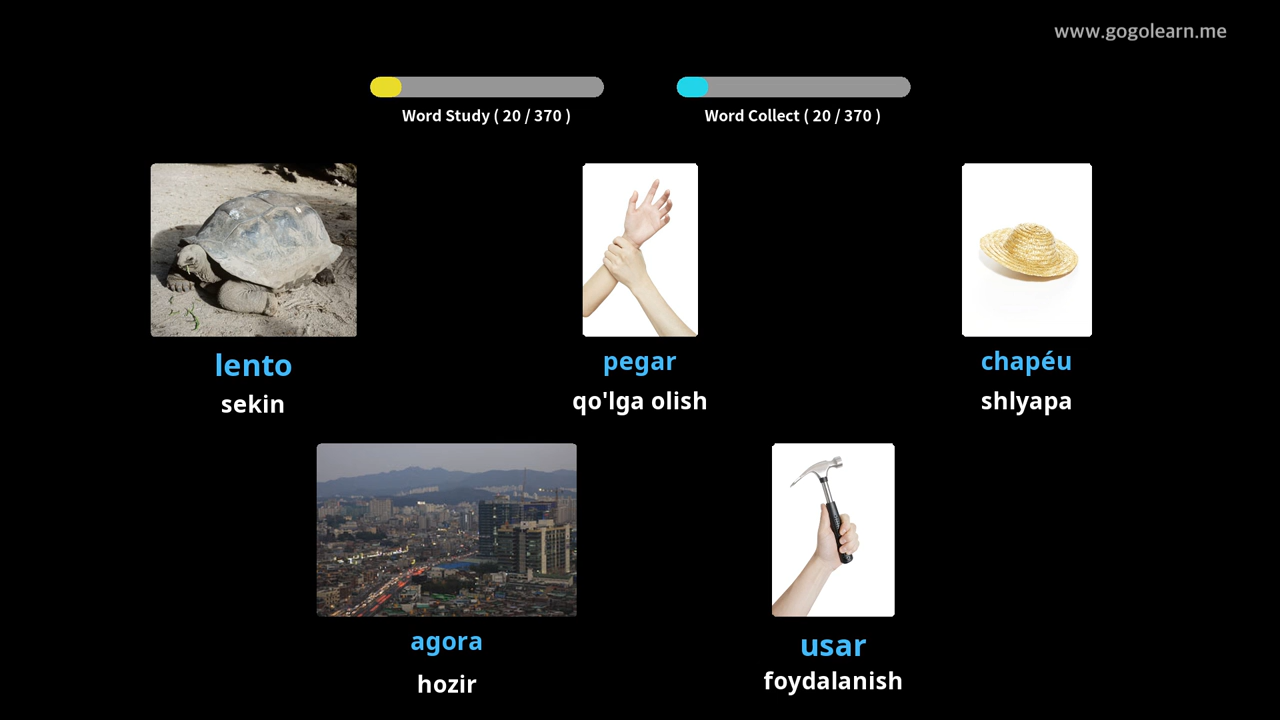 www.gogolearn.me
Word Study ( 20 / 370 )
Word Collect ( 20 / 370 )
lento
sekin
pegar
qo'lga olish
chapéu
shlyapa
agora
hozir
usar
foydalanish